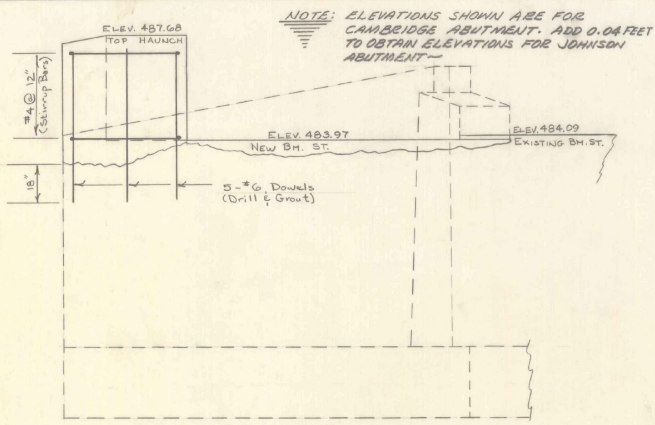 NOTE: ELEVATIONS SHOWN ARE FOR
CAMBRIDGE ABUTMENT. ADD 0.04 FEET
TO OBTAIN ELEVATIONS FOR JOHNSON
ABUTMENT~
ELEV. 487.68
TOP HAUNCH
#4 @ 12"
(Stirrup Bars)
ELEV. 483.97
NEW BM. ST.
ELEV. 484.09
EXISTING BM. ST.
18"
5-#6 Dowels
(Drill & Grout)